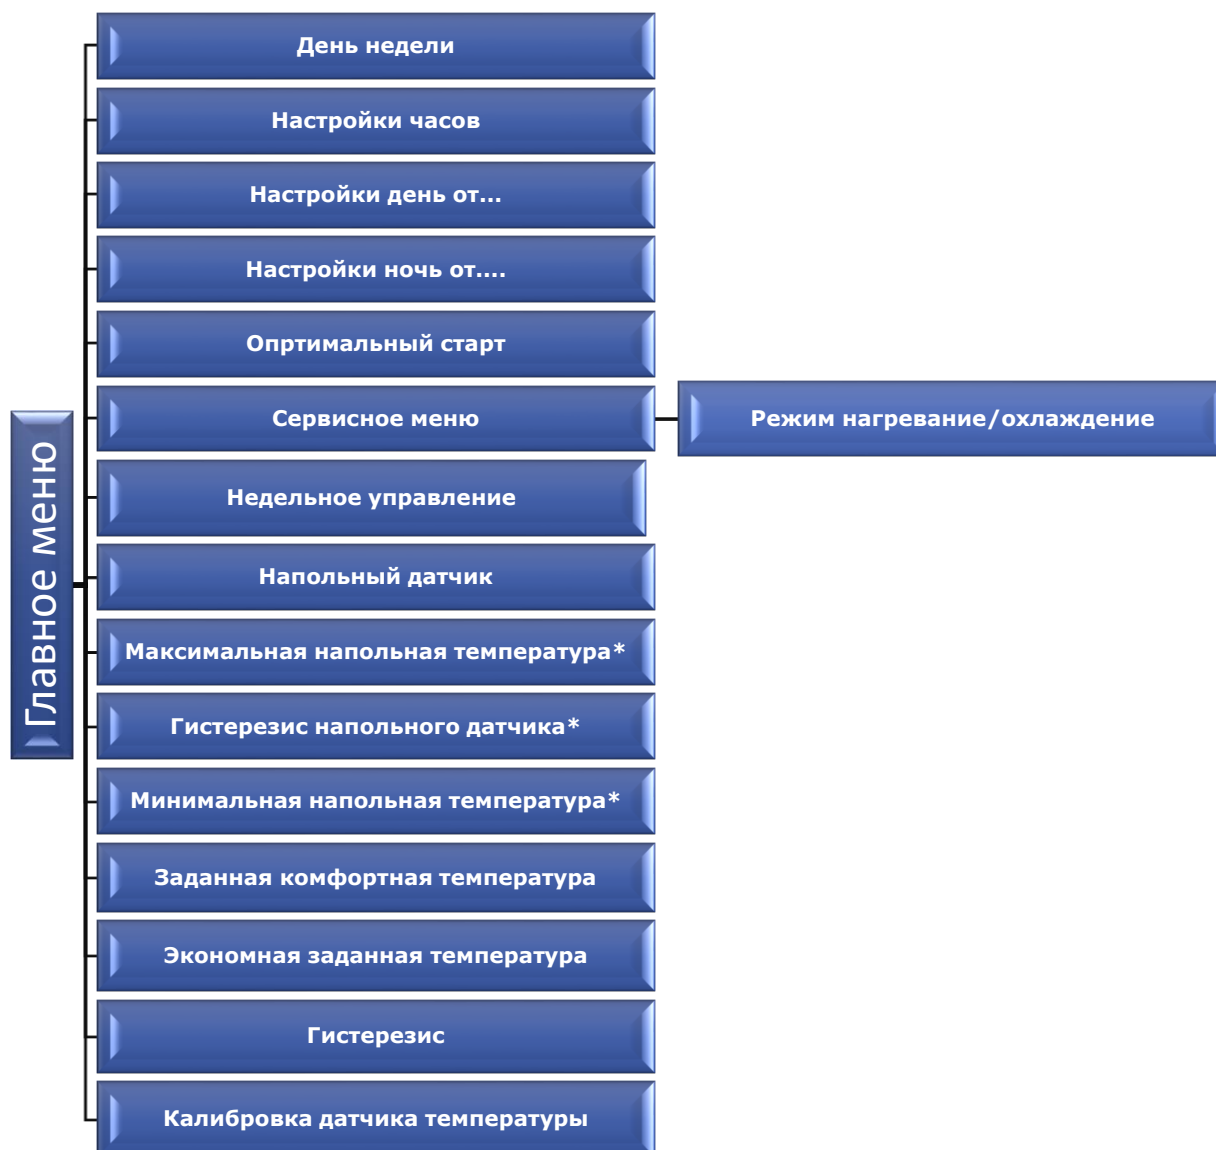 Главное меню
День недели
Настройки часов
Настройки день от...
Настройки ночь от....
Опртимальный старт
Сервисное меню
Режим нагревание/охлаждение
Недельное управление
Напольный датчик
Максимальная напольная температура*
Гистерезис напольного датчика*
Минимальная напольная температура*
Заданная комфортная температура
Экономная заданная температура
Гистерезис
Калибровка датчика температуры